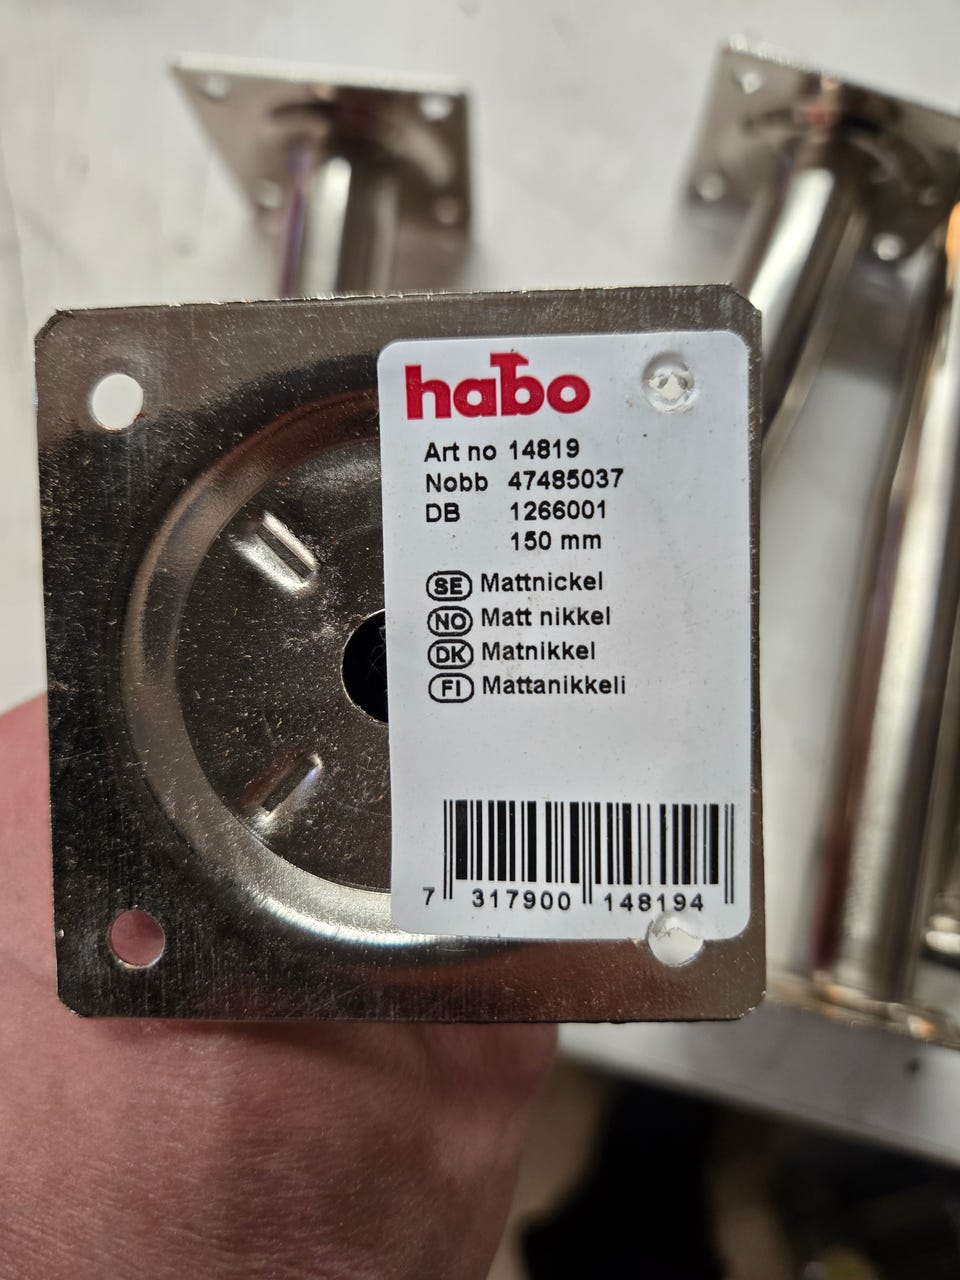 habo
Art no 14819
Nobb 47485037
DB 1266001
150 mm
SE Mattnickel
NO Matt nikkel
DK Matnikkel
FI Mattanikkeli
7 317900 148194